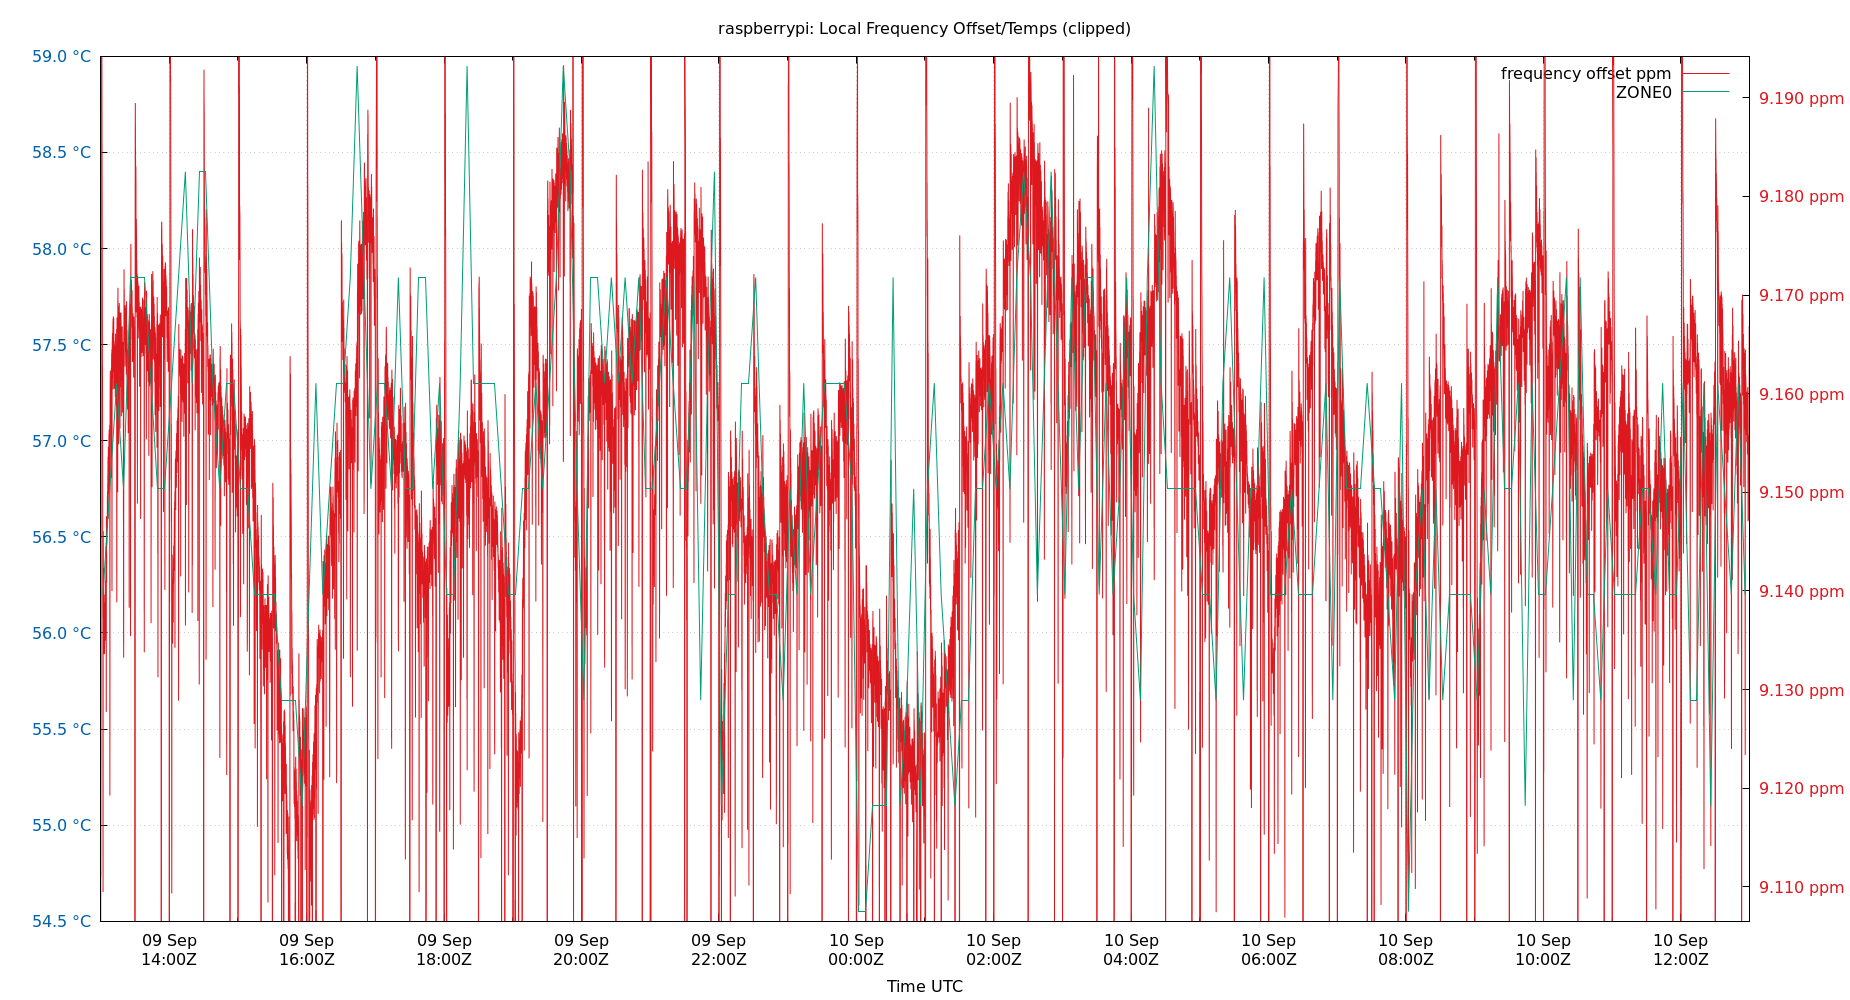 raspberrypi: Local Frequency Offset/Temps (clipped)
59.0 °C
58.5 °C
58.0 °C
57.5 °C
57.0 °C
56.5 °C
56.0 °C
55.5 °C
55.0 °C
54.5 °C
frequency offset ppm
ZONE0
9.190 ppm
9.180 ppm
9.170 ppm
9.160 ppm
9.150 ppm
9.140 ppm
9.130 ppm
9.120 ppm
9.110 ppm
09 Sep 09 Sep 09 Sep 09 Sep 09 Sep 10 Sep 10 Sep 10 Sep 10 Sep 10 Sep 10 Sep 10 Sep
14:00Z 16:00Z 18:00Z 20:00Z 22:00Z 00:00Z 02:00Z 04:00Z 06:00Z 08:00Z 10:00Z 12:00Z
Time UTC